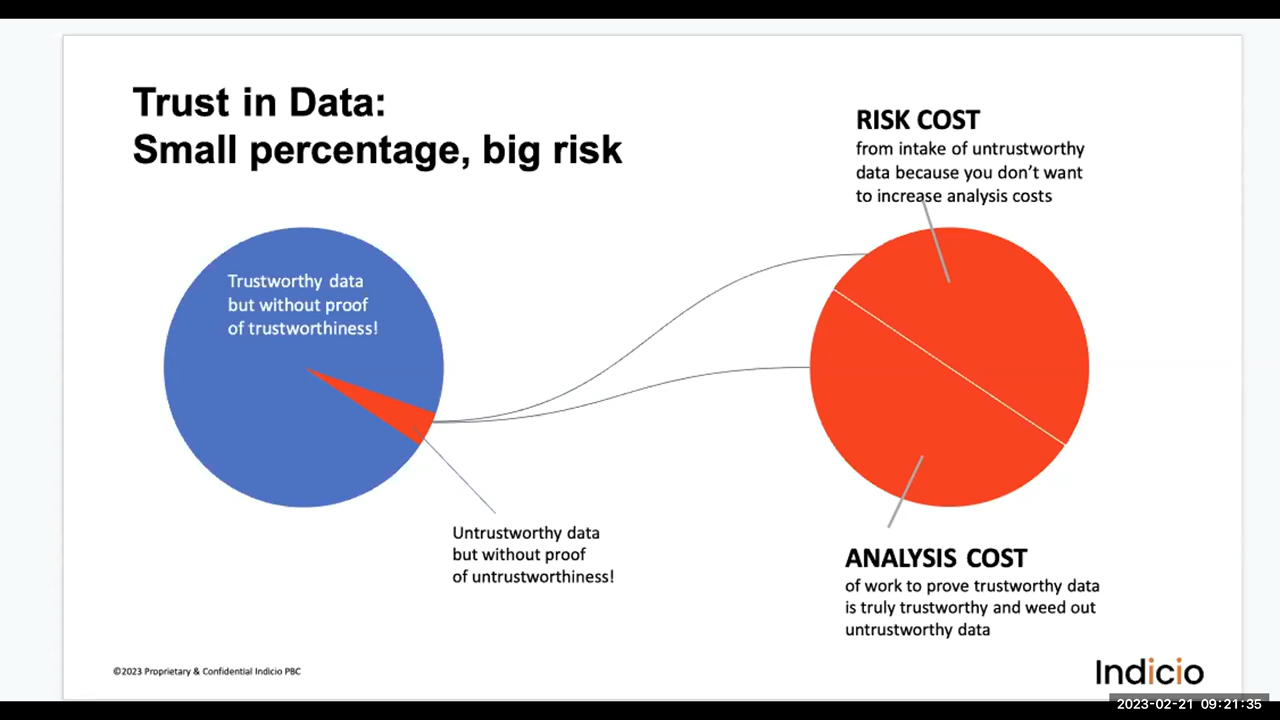 Trust in Data:
Small percentage, big risk
RISK COST
from intake of untrustworthy
data because you don’t want
to increase analysis costs
Trustworthy data
but without proof
of trustworthiness!
Untrustworthy data
but without proof
of untrustworthiness!
ANALYSIS COST
of work to prove trustworthy data
is truly trustworthy and weed out
untrustworthy data
©2023 Proprietary & Confidential Indicio PBC
Indicio
2023-02-21 09:21:35